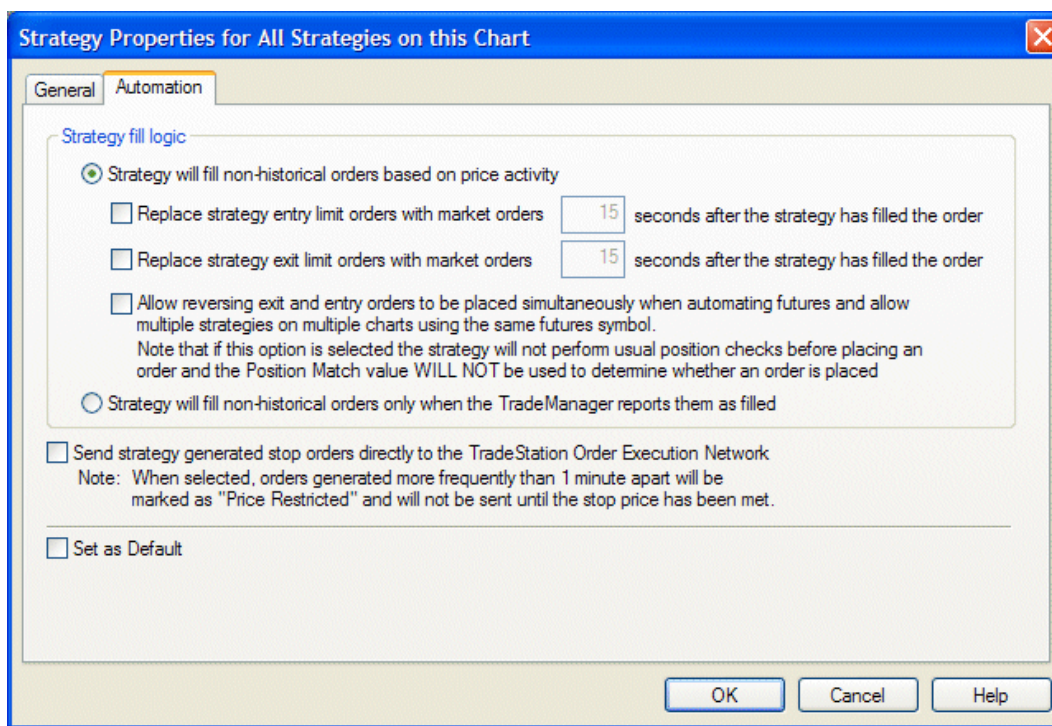 Strategy Properties for All Strategies on this Chart
General
Automation
Strategy fill logic
Strategy will fill non-historical orders based on price activity
Replace strategy entry limit orders with market orders 15 seconds after the strategy has filled the order
Replace strategy exit limit orders with market orders 15 seconds after the strategy has filled the order
Allow reversing exit and entry orders to be placed simultaneously when automating futures and allow
multiple strategies on multiple charts using the same futures symbol.
Note that if this option is selected the strategy will not perform usual position checks before placing an
order and the Position Match value WILL NOT be used to determine whether an order is placed
Strategy will fill non-historical orders only when the TradeManager reports them as filled
Send strategy generated stop orders directly to the TradeStation Order Execution Network
Note: When selected, orders generated more frequently than 1 minute apart will be
marked as "Price Restricted" and will not be sent until the stop price has been met.
Set as Default
OK
Cancel
Help